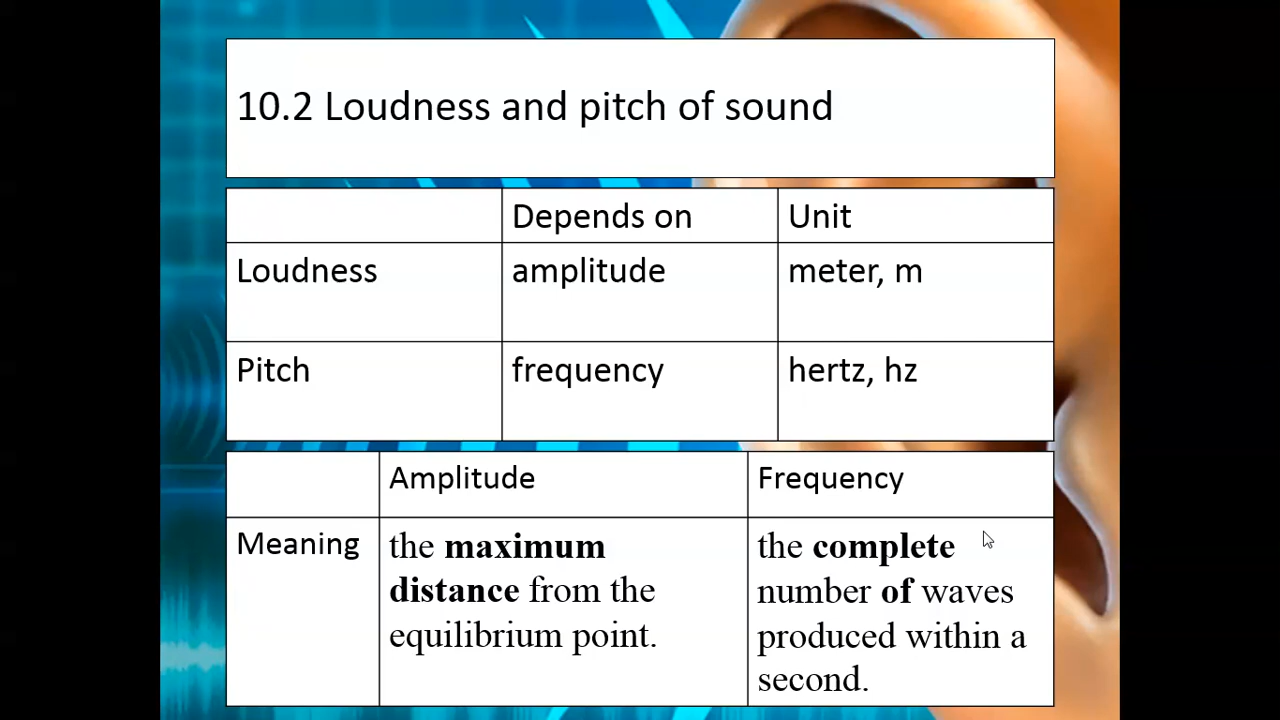 10.2 Loudness and pitch of sound
Depends on
Unit
Loudness
amplitude
meter, m
Pitch
frequency
hertz, hz
Amplitude
Frequency
Meaning
the maximum
distance from the
equilibrium point.
the complete
number of waves
produced within a
second.